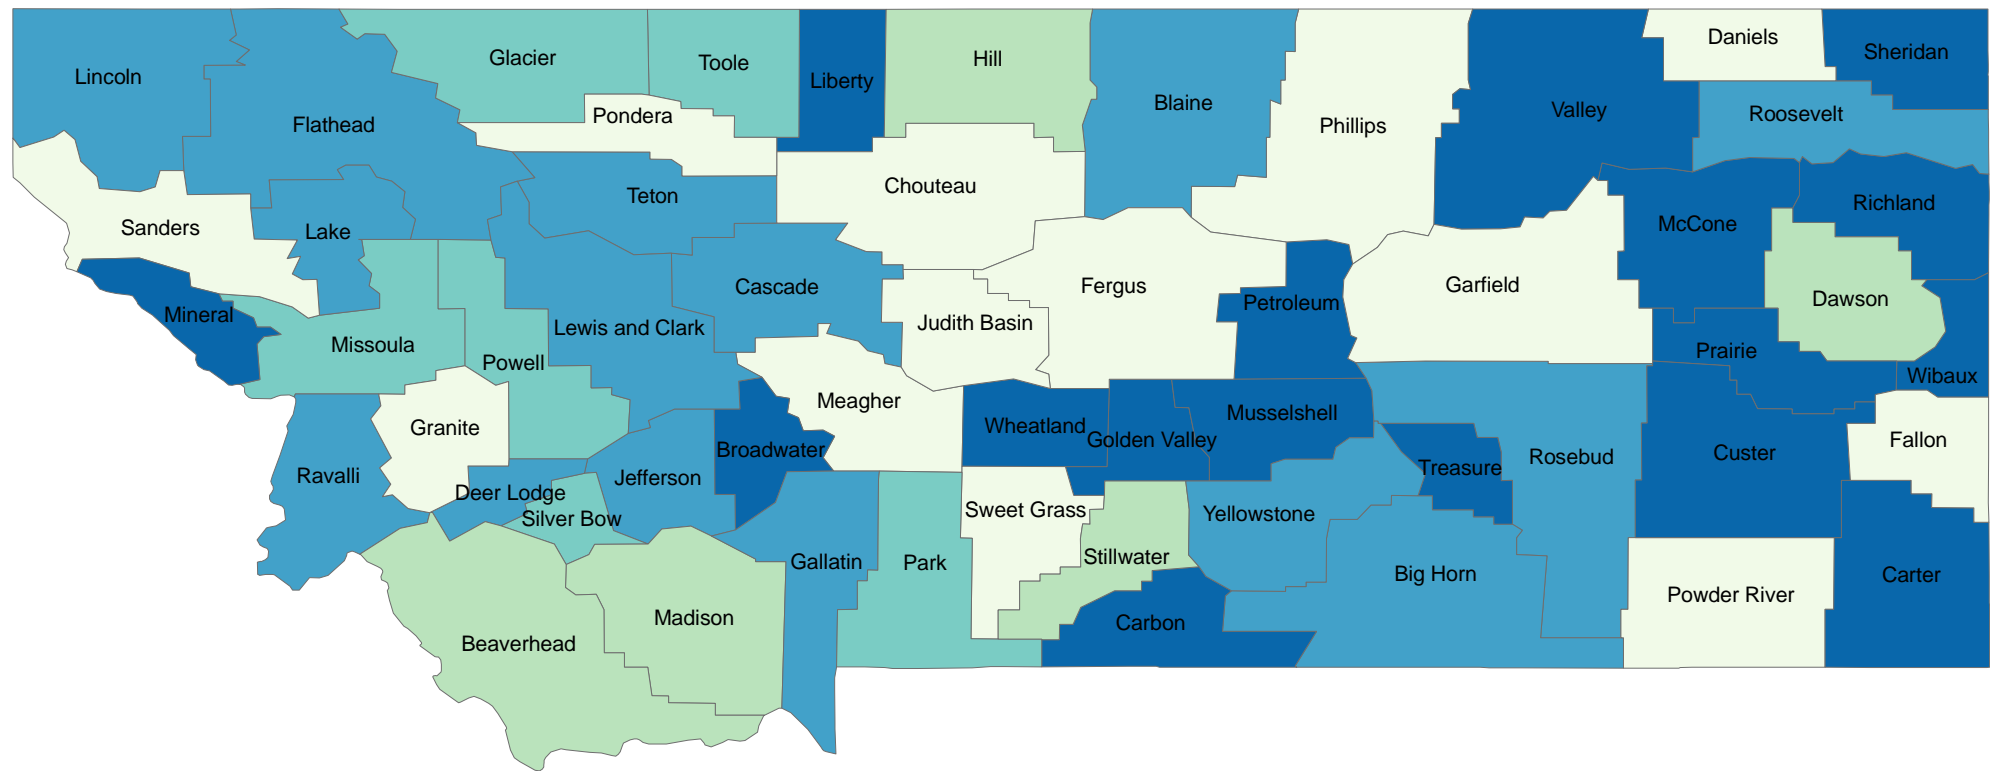 Lincoln
Flathead
Glacier
Toole
Pondera
Liberty
Hill
Blaine
Phillips
Valley
Daniels
Sheridan
Roosevelt
Sanders
Lake
Teton
Chouteau
McCone
Richland
Mineral
Missoula
Powell
Lewis and Clark
Cascade
Judith Basin
Fergus
Petroleum
Garfield
Dawson
Prairie
Wibaux
Granite
Meagher
Wheatland
Golden Valley
Musselshell
Broadwater
Treasure
Rosebud
Custer
Fallon
Ravalli
Deer Lodge
Silver Bow
Jefferson
Gallatin
Park
Sweet Grass
Stillwater
Yellowstone
Big Horn
Carbon
Powder River
Carter
Beaverhead
Madison